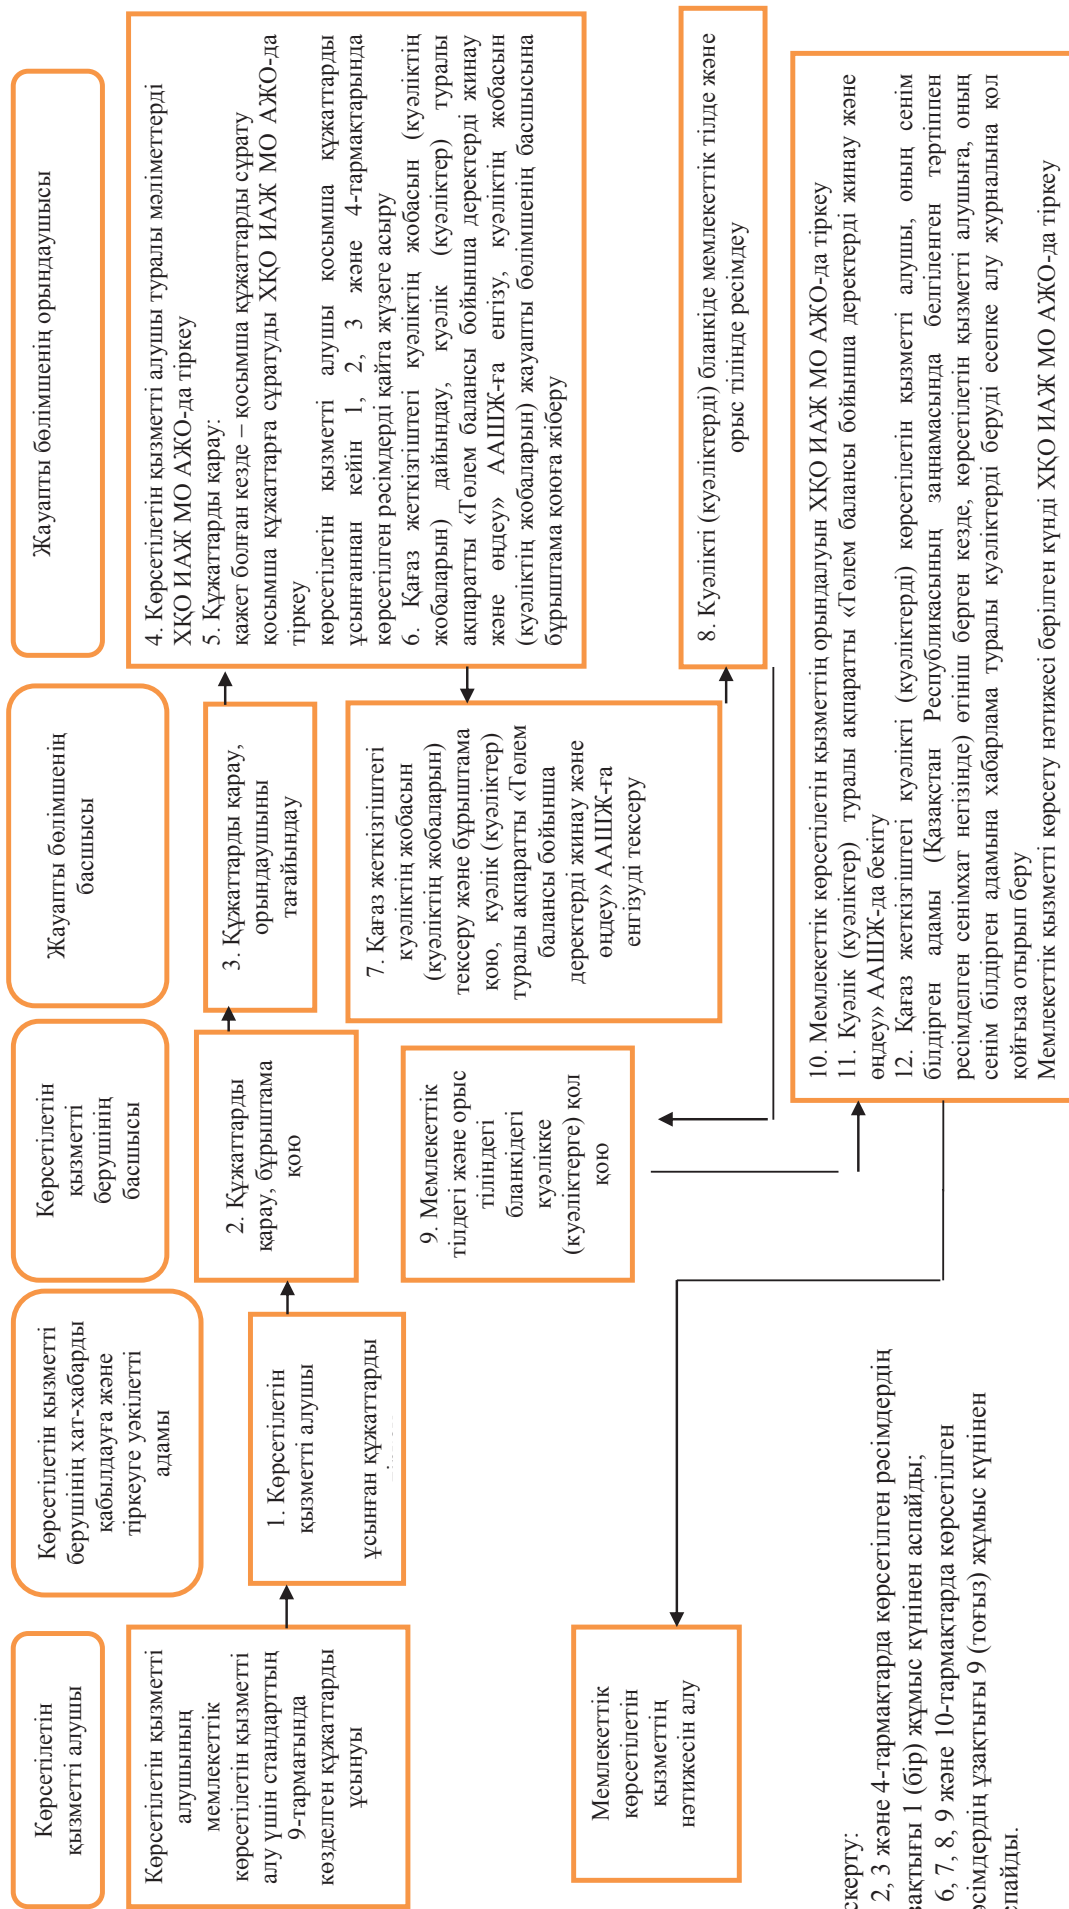 Көрсетілетін
қызметті алушы
Көрсетілетін қызметті
берушінің хат-хабарды
қабылдауға және
тіркеуге уәкілетті
адамы
Көрсетілетін
қызметті
берушінің
басшысы
Жауапты бөлімшенің
басшысы
Жауапты бөлімшенің орындаушысы
Көрсетілетін қызметті
алушының
мемлекеттік
көрсетілетін қызметті
алу үшін стандарттың
9-тармағында
көзделген құжаттарды
ұсынуы
1. Көрсетілетін
қызметті алушы
ұсынған құжаттарды
2. Құжаттарды
қарау, бұрыштама
қою
3. Құжаттарды қарау,
орындаушыны
тағайындау
4. Көрсетілетін қызметті алушы туралы мәліметтерді
ХҚО ИАЖ МО АЖО-да тіркеу
5. Құжаттарды қарау:
қажет болған кезде – қосымша құжаттарды сұрату
қосымша құжаттарға сұратуды ХҚО ИАЖ МО АЖО-да
тіркеу
көрсетілетін қызметті алушы қосымша құжаттарды
ұсынғаннан кейін 1, 2, 3 және 4-тармақтарында
көрсетілген рәсімдерді қайта жүзеге асыру
6. Қағаз жеткізгіштегі куәліктің жобасын (куәліктің
жобаларын) дайындау, куәлік (куәліктер) туралы
ақпаратты «Төлем балансы бойынша деректерді жинау
және өңдеу» ААШЖ-ға енгізу, куәліктің жобасын
(куәліктің жобаларын) жауапты бөлімшенің басшысына
бұрыштама қоюға жіберу
7. Қағаз жеткізгіштегі
куәліктің жобасын
(куәліктің жобаларын)
тексеру және бұрыштама
қою, куәлік (куәліктер)
туралы ақпаратты «Төлем
балансы бойынша
деректерді жинау және
өңдеу» ААШЖ-ға
енгізуді тексеру
8. Куәлікті (куәліктерді) бланкіде мемлекеттік тілде және
орыс тілінде ресімдеу
9. Мемлекеттік
тілдегі және орыс
тіліндегі
бланкідегі
куәлікке
(куәліктерге) қол
қою
10. Мемлекеттік көрсетілетін қызметтің орындалуын ХҚО ИАЖ МО АЖО-да тіркеу
11. Куәлік (куәліктер) туралы ақпаратты «Төлем балансы бойынша деректерді жинау және
өңдеу» ААШЖ-да бекіту
12. Қағаз жеткізгіштегі куәлікті (куәліктерді) көрсетілетін қызметті алушы, оның сенім
білдірген адамы (Қазақстан Республикасының заңнамасында белгіленген тәртіппен
ресімделген сенімхат негізінде) өтініш берген кезде, көрсетілетін қызметті алушыға, оның
сенім білдірген адамына хабарлама туралы куәліктерді беруді есепке алу журналына қол
қойғыза отырып беру
Мемлекеттік қызметті көрсету нәтижесі берілген күнді ХҚО ИАЖ МО АЖО-да тіркеу
Мемлекеттік
көрсетілетін
қызметтің
нәтижесін алу
скерту:
2, 3 және 4-тармақтарда көрсетілген рәсімдердің
зақтығы 1 (бір) жұмыс күнінен аспайды;
6, 7, 8, 9 және 10-тармақтарда көрсетілген
әсімдердің ұзақтығы 9 (тоғыз) жұмыс күнінен
спайды.